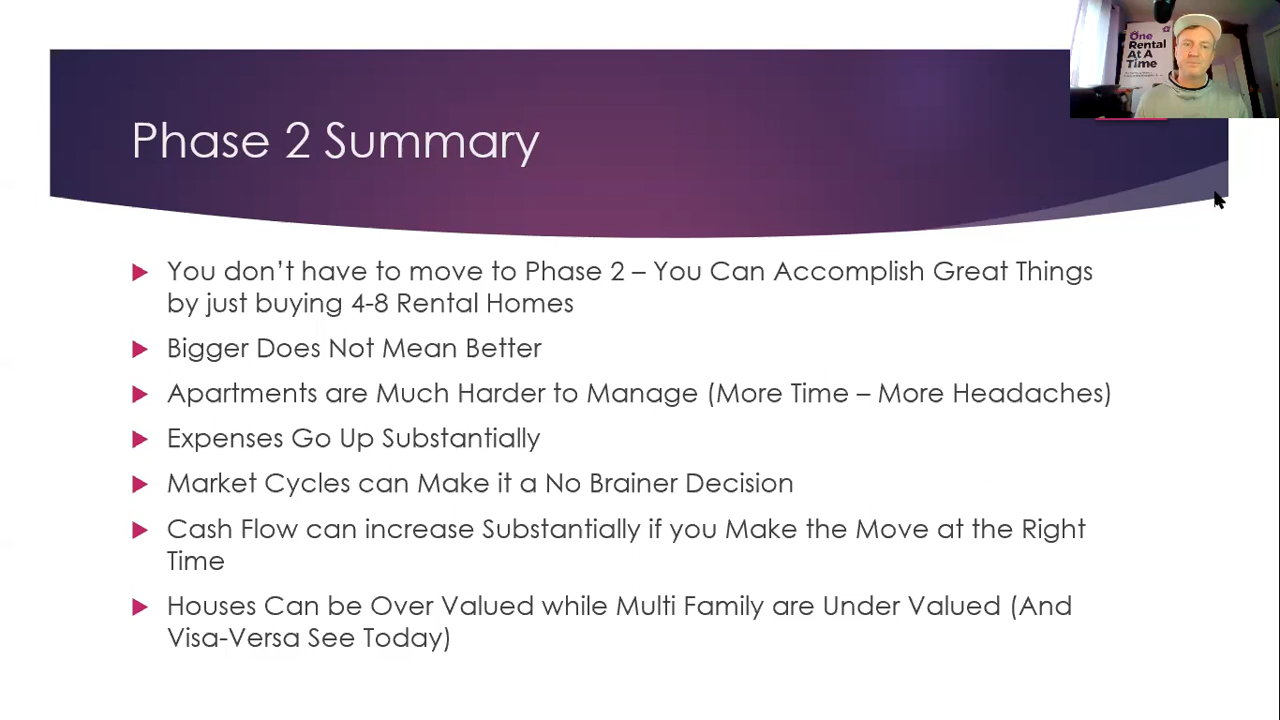 One
Rental
At A
Time
Phase 2 Summary
You don't have to move to Phase 2 – You Can Accomplish Great Things
by just buying 4-8 Rental Homes
Bigger Does Not Mean Better
Apartments are Much Harder to Manage (More Time – More Headaches)
Expenses Go Up Substantially
Market Cycles can Make it a No Brainer Decision
Cash Flow can increase Substantially if you Make the Move at the Right
Time
Houses Can be Over Valued while Multi Family are Under Valued (And
Visa-Versa See Today)